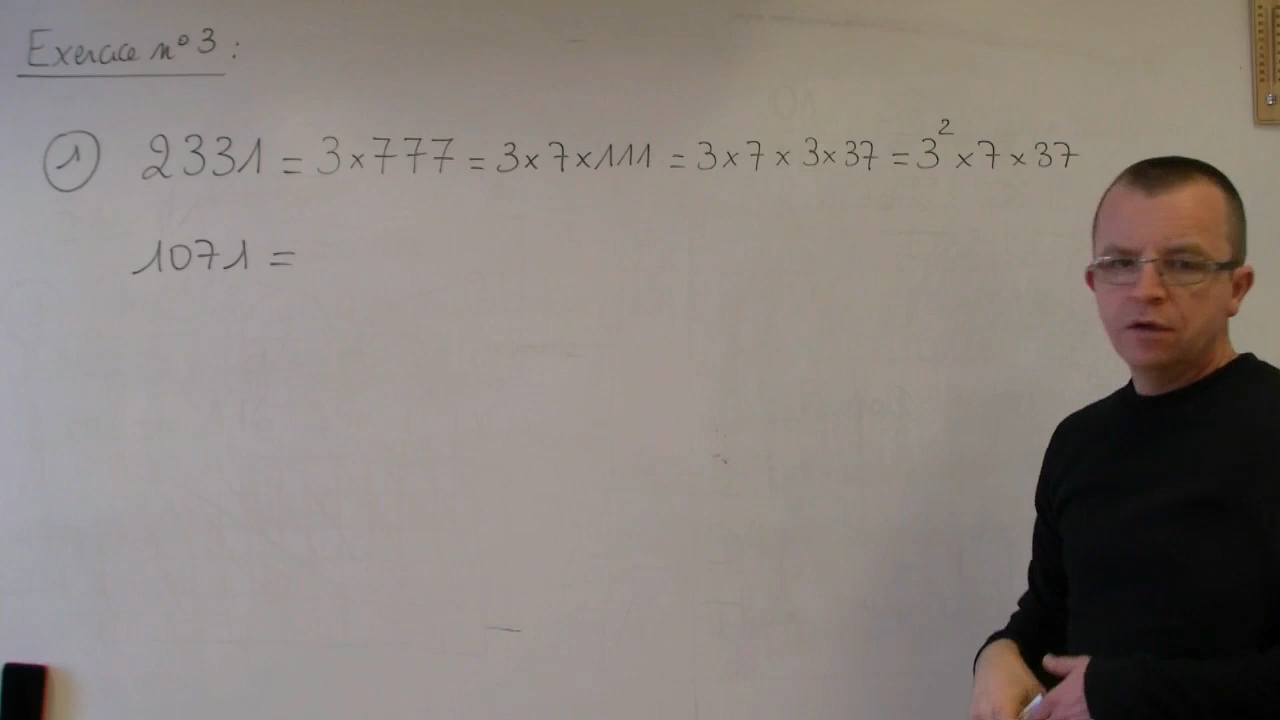 Exercice n° 3 :
① 2331 = 3 × 777 = 3 × 7 × 111 = 3 × 7 × 3 × 37 = 3² × 7 × 37
1071 =